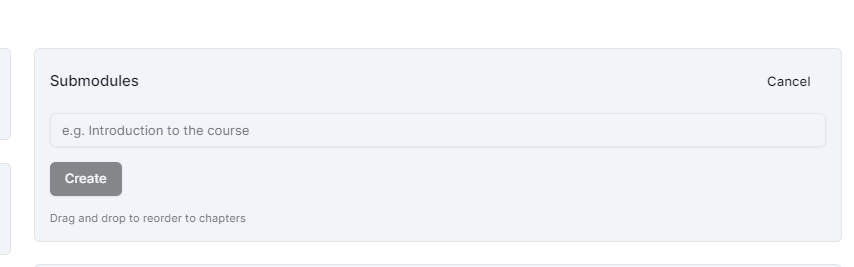 Submodules
Cancel
e.g. Introduction to the course
Create
Drag and drop to reorder to chapters